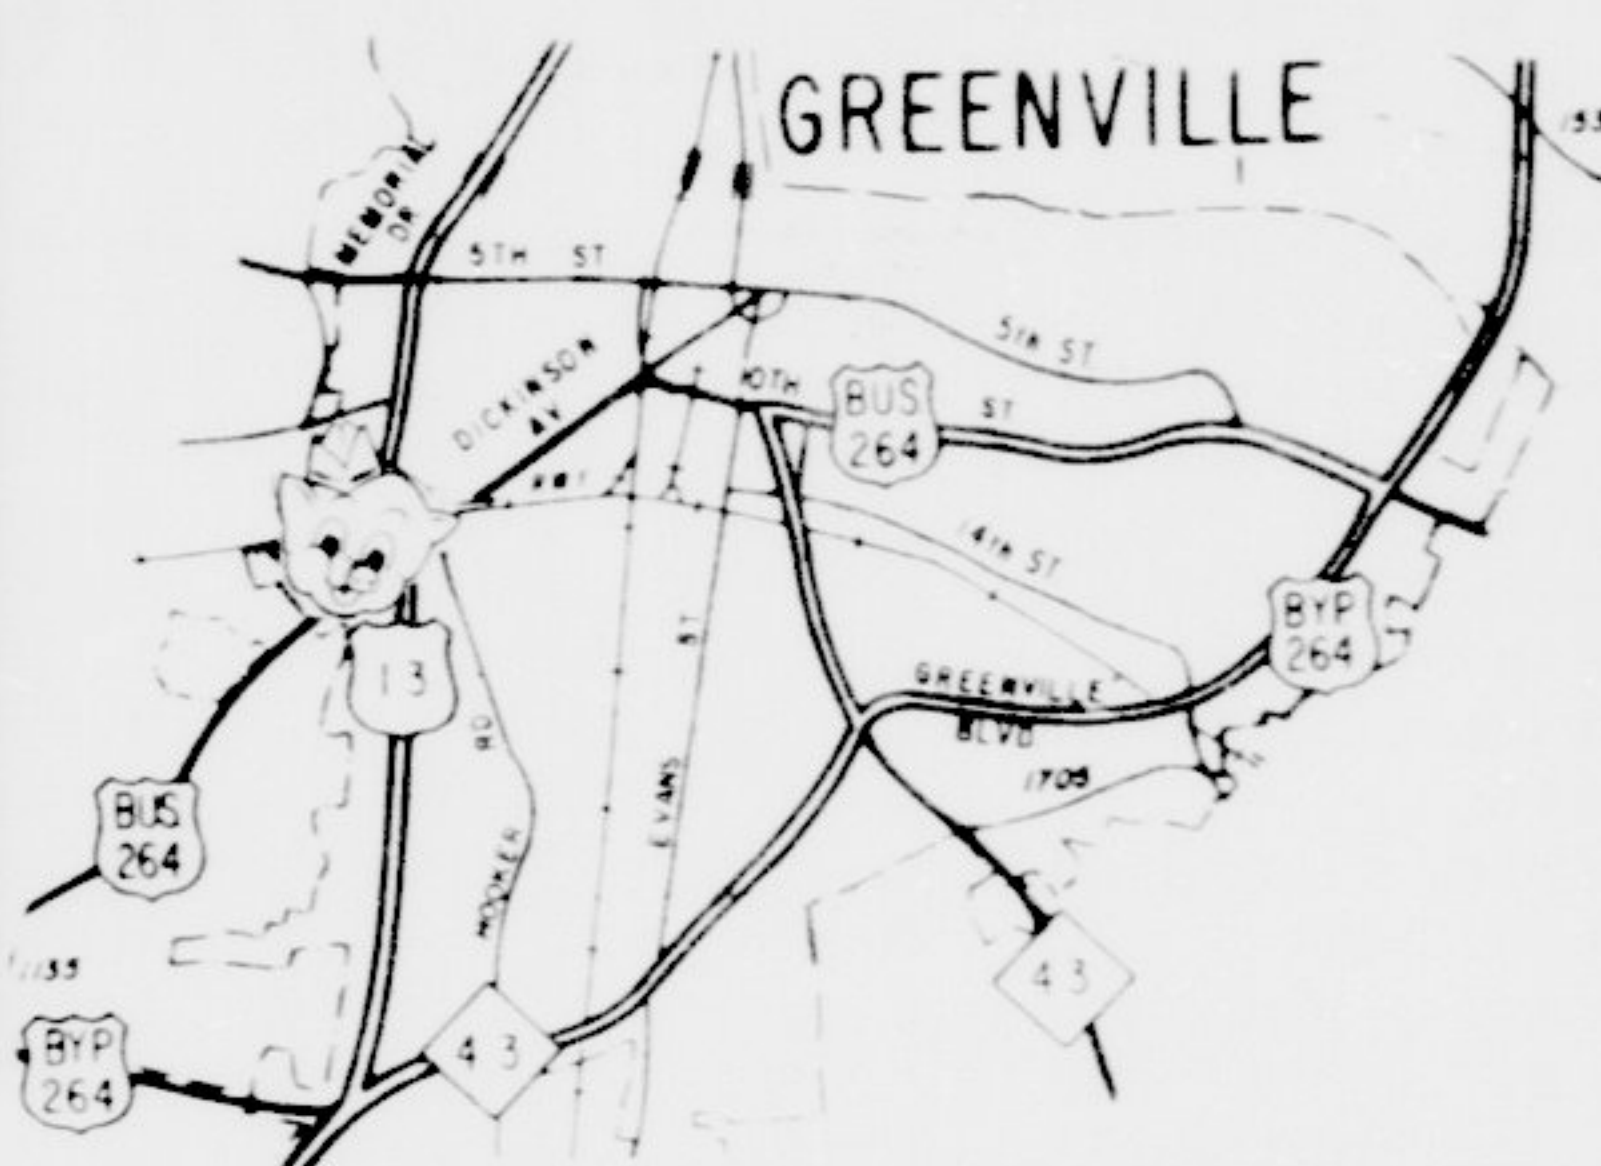 GREENVILLE
MEMORIAL
DR
5TH ST
5th ST
DICKINSON
AV
10TH
ST
BUS
264
14th ST
BYP
264
13
ST
GREENVILLE
BLVD
RD
1705
EVANS
BUS
264
HOOKER
43
43
BYP
264